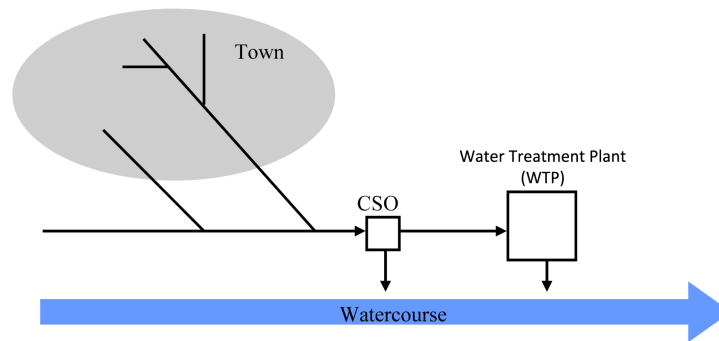 Town
Water Treatment Plant
(WTP)
CSO
Watercourse